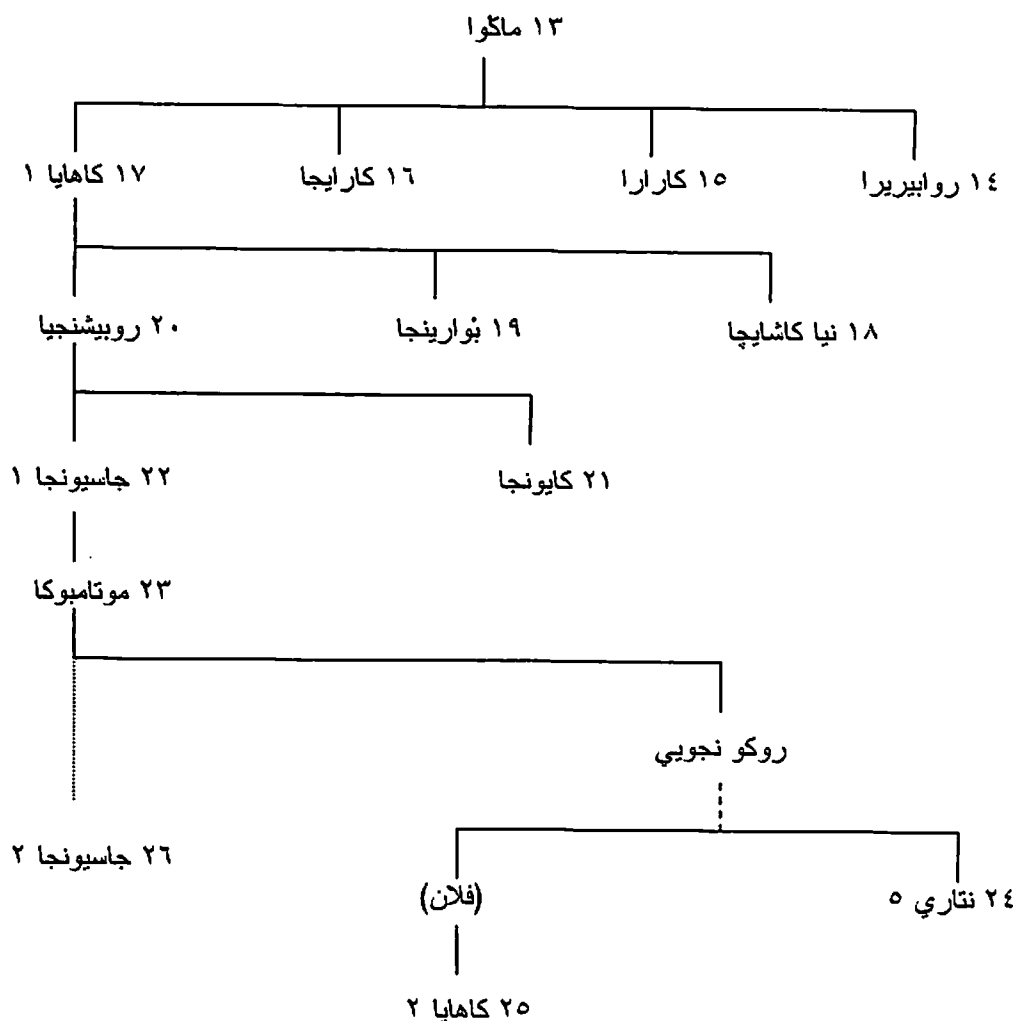 ١٣ ماڭوا
١٤ روابيريرا
١٥ كارارا
١٦ كارايجا
١٧ كاهايا ١
١٨ نيا كاشايچا
١٩ بْوارينجا
٢٠ روبيشنجيا
٢١ كايونجا
٢٢ جاسيونجا ١
٢٣ موتامبوكا
روكو نجويي
٢٦ جاسيونجا ٢
(فلان)
٢٤ نتاري ٥
٢٥ كاهايا ٢